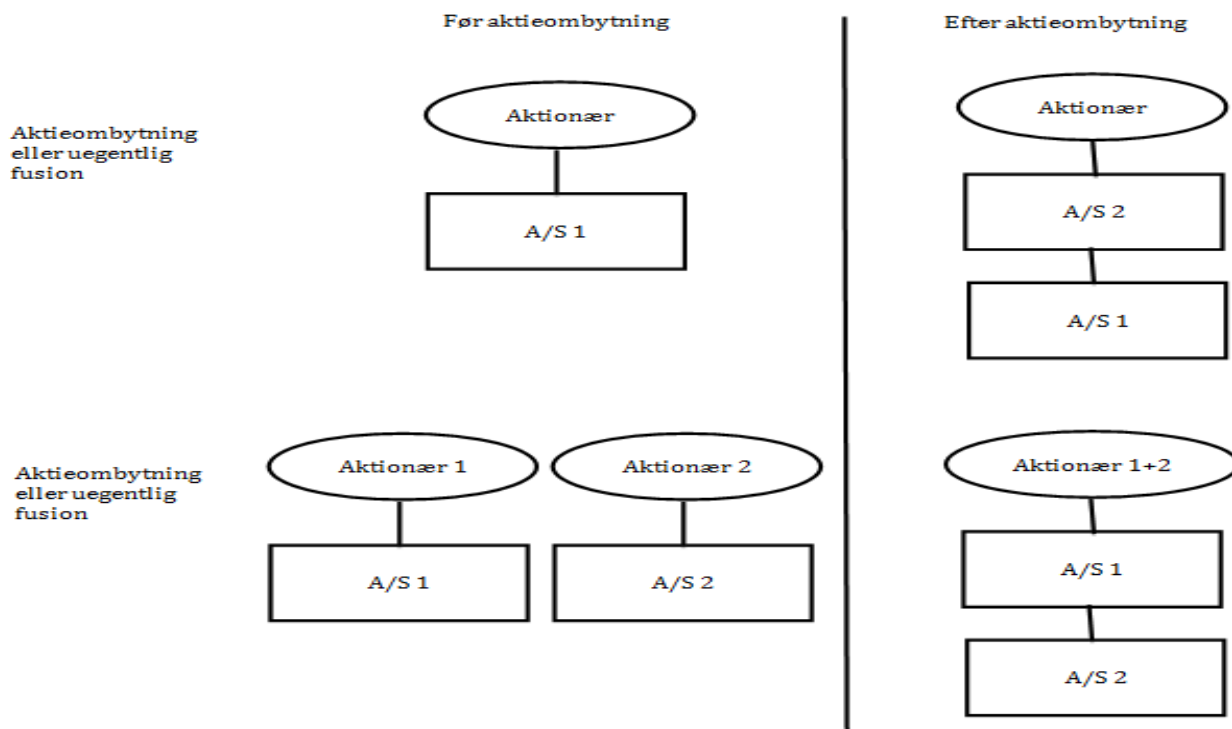 Før aktieombytning
Efter aktieombytning
Aktieombytning
eller uegentlig
fusion
Aktionær
A/S 1
Aktionær
A/S 2
A/S 1
Aktieombytning
eller uegentlig
fusion
Aktionær 1
Aktionær 2
A/S 1
A/S 2
Aktionær 1+2
A/S 1
A/S 2